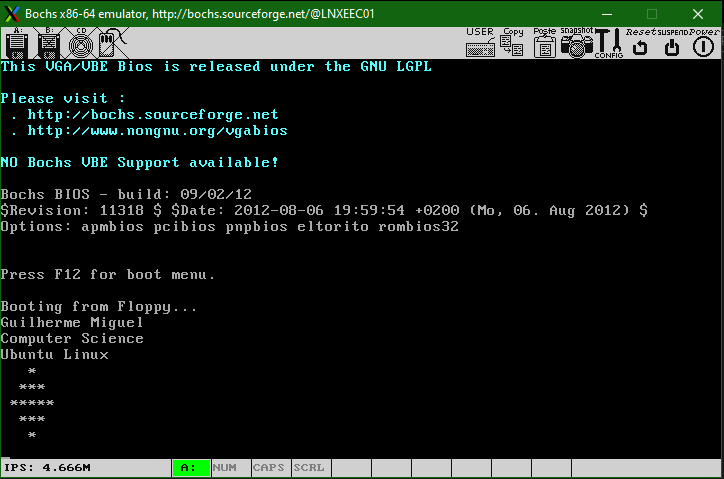 Bochs x86-64 emulator, http://bochs.sourceforge.net/@LNXEEC01
A: B: CD USER Copy Paste snapshot CONFIG Reset SUSPEND Power
This VGA/VBE Bios is released under the GNU LGPL
Please visit :
. http://bochs.sourceforge.net
. http://www.nongnu.org/vgabios
NO Bochs VBE Support available!
Bochs BIOS - build: 09/02/12
$Revision: 11318 $ $Date: 2012-08-06 19:59:54 +0200 (Mo, 06. Aug 2012) $
Options: apmbios pcibios pnpbios eltorito rombios32
Press F12 for boot menu.
Booting from Floppy...
Guilherme Miguel
Computer Science
Ubuntu Linux
*
***
*****
***
*
IPS: 4.666M A: NUM CAPS SCRL